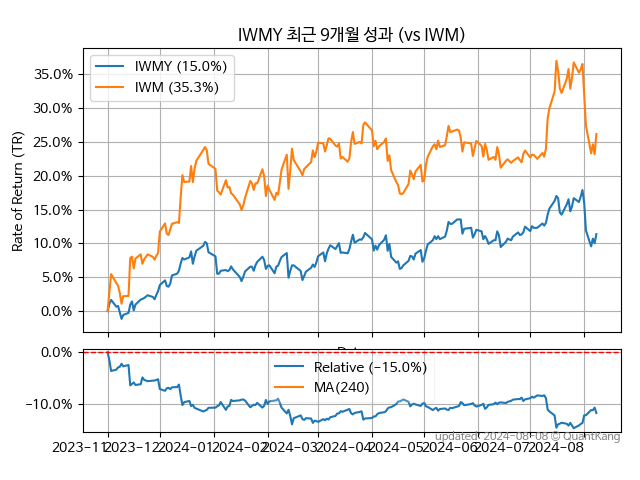 IWMY 최근 9개월 성과 (vs IWM)
IWMY (15.0%)
IWM (35.3%)
Rate of Return (TR)
35.0%
30.0%
25.0%
20.0%
15.0%
10.0%
5.0%
0.0%
0.0%
-10.0%
Relative (-15.0%)
MA(240)
updated: 2024-08-08 © QuantKang
2023-11 2023-12 2024-01 2024-02 2024-03 2024-04 2024-05 2024-06 2024-07 2024-08